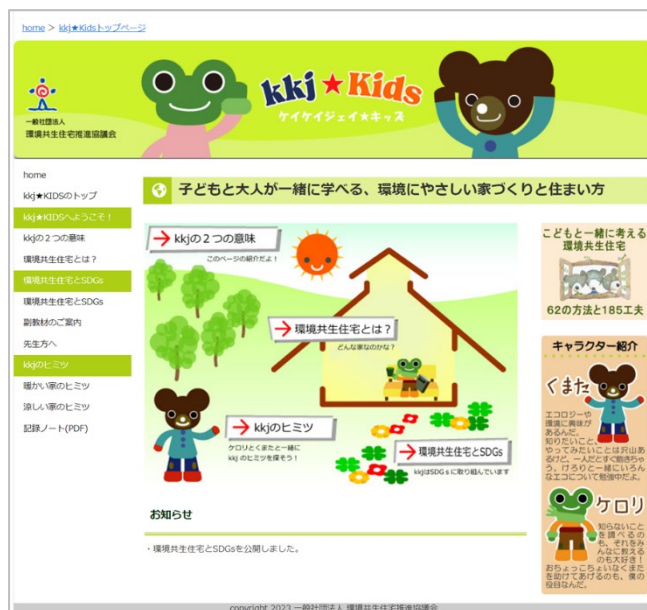 home > kkj★Kidsトップページ
kkj★Kids
ケイケイジェイ★キッズ
一般社団法人
環境共生住宅推進協議会
home
kkj★KIDSのトップ
kkj★KIDSへようこそ!
kkjの2つの意味
環境共生住宅とは?
環境共生住宅とSDGs
環境共生住宅とSDGs
副教材のご案内
先生方へ
kkjのヒミツ
暖かい家のヒミツ
涼しい家のヒミツ
記録ノート(PDF)
子どもと大人が一緒に学べる、環境にやさしい家づくりと住まい方
kkjの2つの意味
このページの紹介だよ!
環境共生住宅とは?
どんな家なのかな?
kkjのヒミツ
ケロリとくまたと一緒に
kkj のヒミツを探そう!
環境共生住宅とSDGs
kkjはSDGsに取り組んでいます
お知らせ
・環境共生住宅とSDGsを公開しました。
こどもと一緒に考える
環境共生住宅
62の方法と185工夫
キャラクター紹介
くまた
エコロジーや
環境に興味が
あるんだ。
知りたいこと、
やってみたいことは沢山あ
るけど、一人だとすぐ飽きちゃ
う。けろりと一緒にいろん
なエコについて勉強中だよ。
ケロリ
知らないこと
を調べるの
も、それをみ
んなに教える
のも大好き!
おちょっこちょいなくまた
を助けてあげるのも、僕の
役目なんだ。
copyright 2023 一般社団法人 環境共生住宅推進協議会